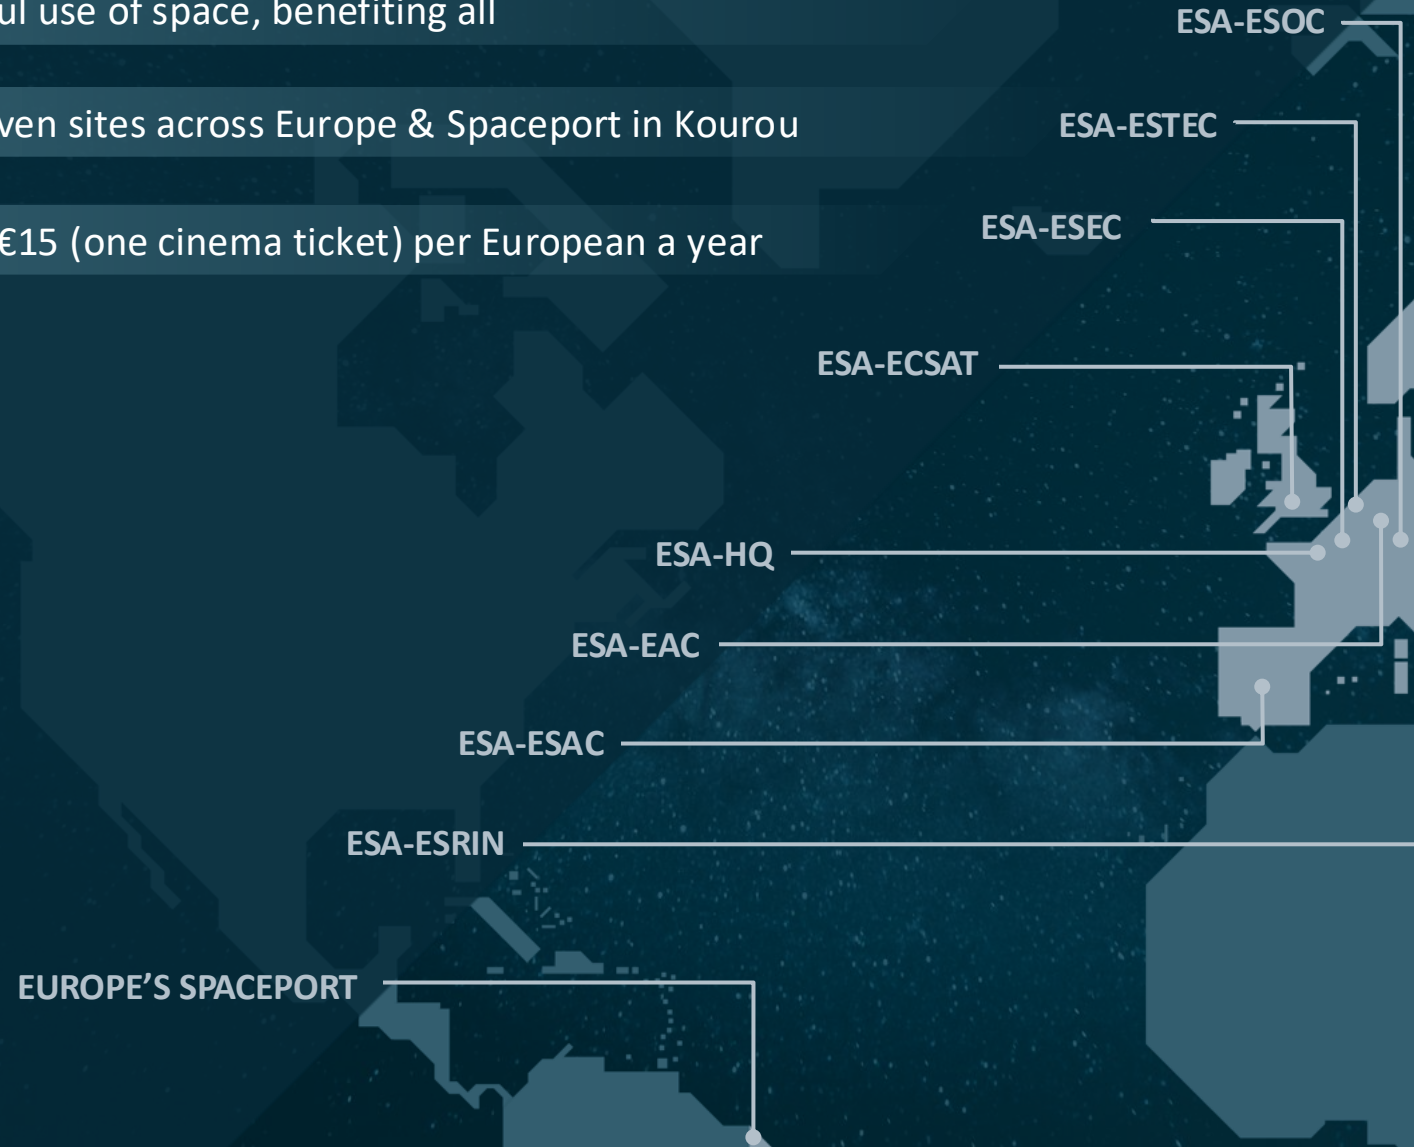 ul use of space, benefiting all
ESA-ESOC
ven sites across Europe & Spaceport in Kourou
ESA-ESTEC
€15 (one cinema ticket) per European a year
ESA-ESEC
ESA-ECSAT
ESA-HQ
ESA-EAC
ESA-ESAC
ESA-ESRIN
EUROPE’S SPACEPORT